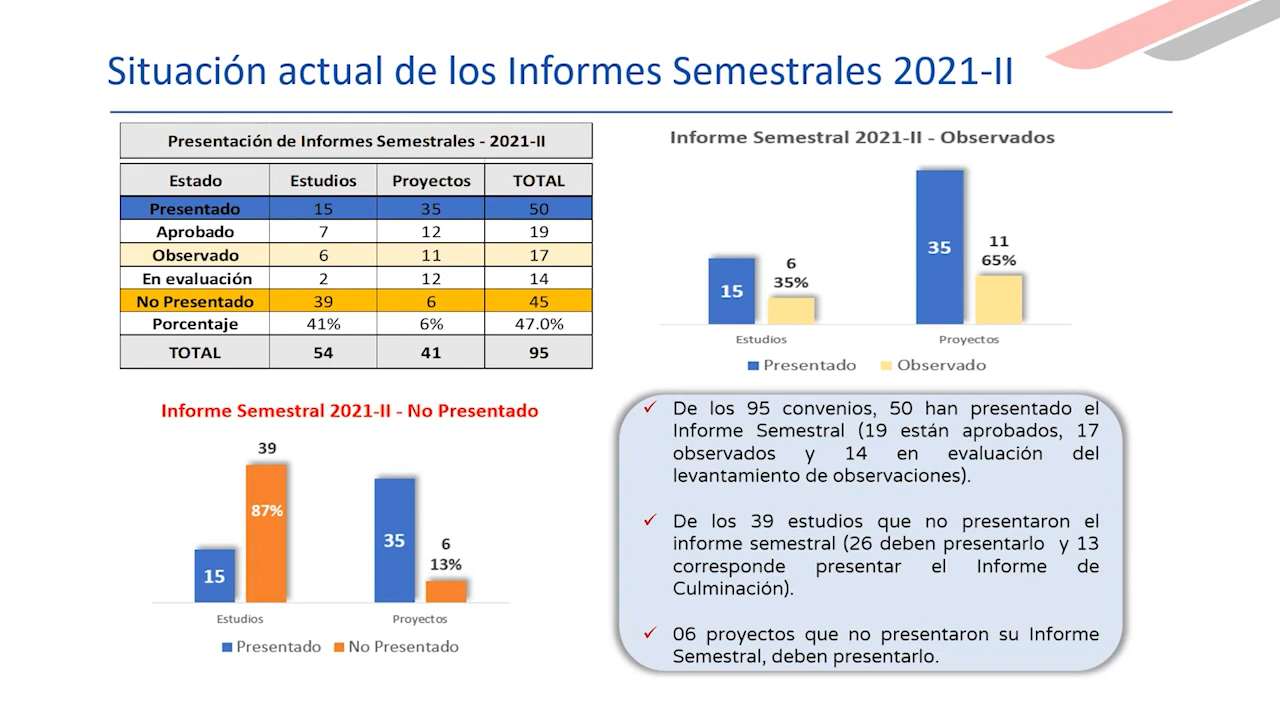 Situación actual de los Informes Semestrales 2021-II
Presentación de Informes Semestrales - 2021-II
Estado Estudios Proyectos TOTAL
Presentado 15 35 50
Aprobado 7 12 19
Observado 6 11 17
En evaluación 2 12 14
No Presentado 39 6 45
Porcentaje 41% 6% 47.0%
TOTAL 54 41 95
Informe Semestral 2021-II - Observados
15
6
35%
35
11
65%
Estudios Proyectos
Presentado Observado
Informe Semestral 2021-II - No Presentado
15
39
87%
35
6
13%
Estudios Proyectos
Presentado No Presentado
✓ De los 95 convenios, 50 han presentado el
Informe Semestral (19 están aprobados, 17
observados y 14 en evaluación del
levantamiento de observaciones).
✓ De los 39 estudios que no presentaron el
informe semestral (26 deben presentarlo y 13
corresponde presentar el Informe de
Culminación).
✓ 06 proyectos que no presentaron su Informe
Semestral, deben presentarlo.